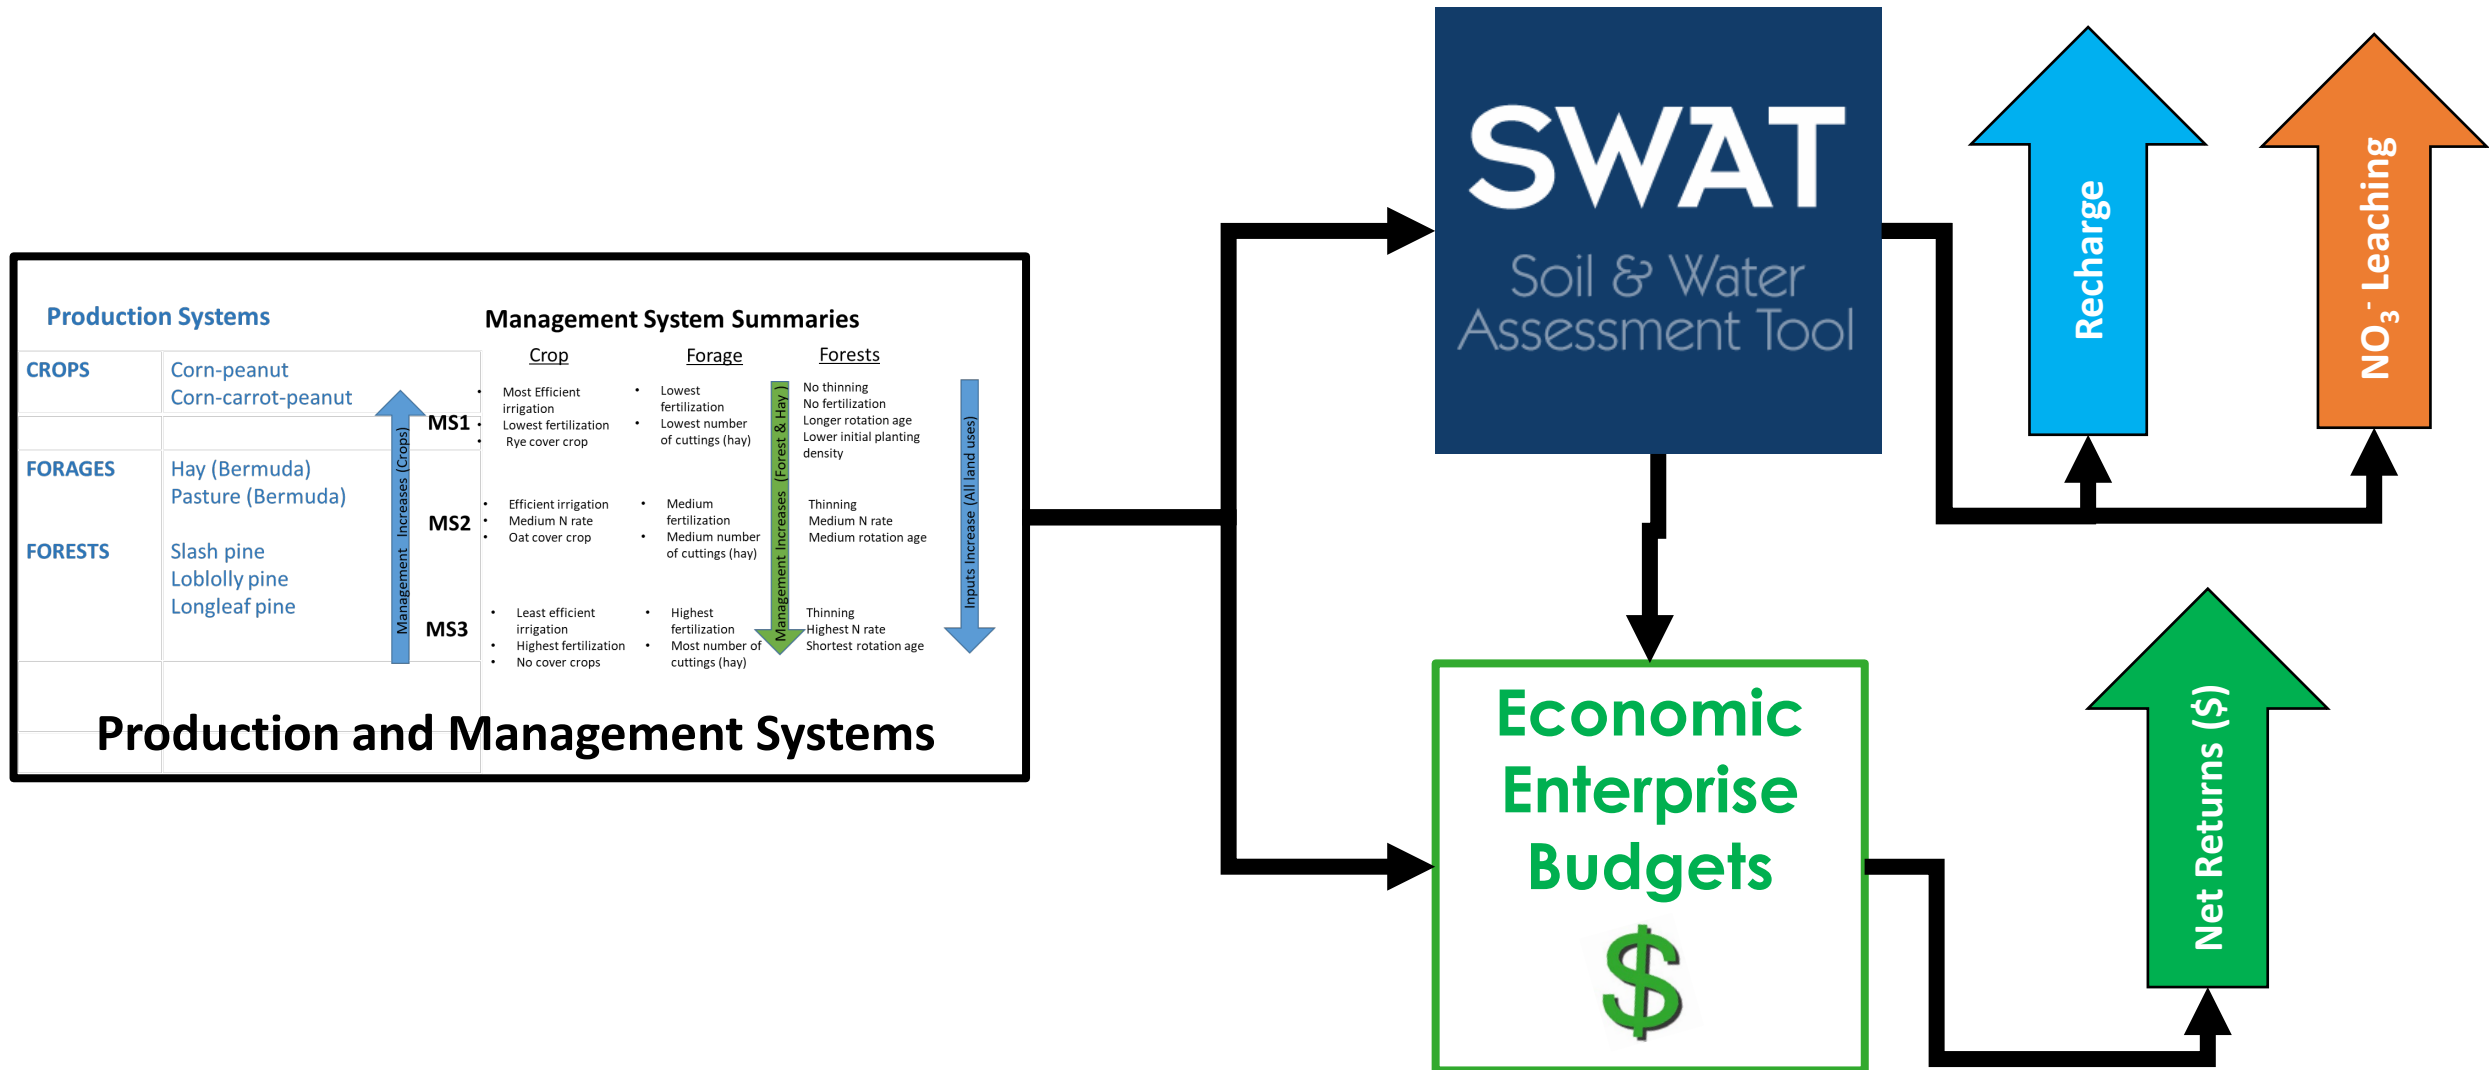 Production Systems
CROPS
Corn-peanut
Corn-carrot-peanut
FORAGES
Hay (Bermuda)
Pasture (Bermuda)
FORESTS
Slash pine
Loblolly pine
Longleaf pine
Management Increases (Crops)
Management System Summaries
Crop
Forage
Forests
MS1
• Most Efficient
irrigation
• Lowest fertilization
• Rye cover crop
• Lowest
fertilization
• Lowest number
of cuttings (hay)
No thinning
No fertilization
Longer rotation age
Lower initial planting
density
MS2
• Efficient irrigation
• Medium N rate
• Oat cover crop
• Medium
fertilization
• Medium number
of cuttings (hay)
Thinning
Medium N rate
Medium rotation age
MS3
• Least efficient
irrigation
• Highest fertilization
• No cover crops
• Highest
fertilization
• Most number of
cuttings (hay)
Thinning
Highest N rate
Shortest rotation age
Management Increases (Forest & Hay )
Inputs Increase (All land uses)
Production and Management Systems
SWAT
Soil & Water
Assessment Tool
Economic
Enterprise
Budgets
$
Recharge
NO₃⁻ Leaching
Net Returns ($)